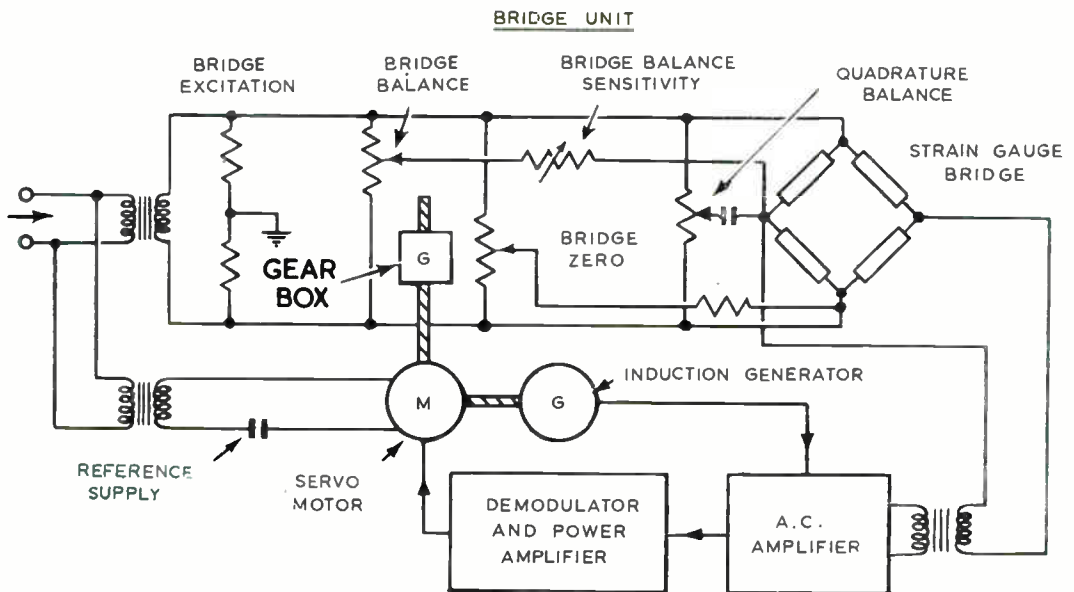 BRIDGE UNIT
BRIDGE
EXCITATION
BRIDGE
BALANCE
BRIDGE BALANCE
SENSITIVITY
QUADRATURE
BALANCE
STRAIN GAUGE
BRIDGE
GEAR
BOX
G
BRIDGE
ZERO
M
G
INDUCTION GENERATOR
REFERENCE
SUPPLY
SERVO
MOTOR
DEMODULATOR
AND POWER
AMPLIFIER
A.C.
AMPLIFIER